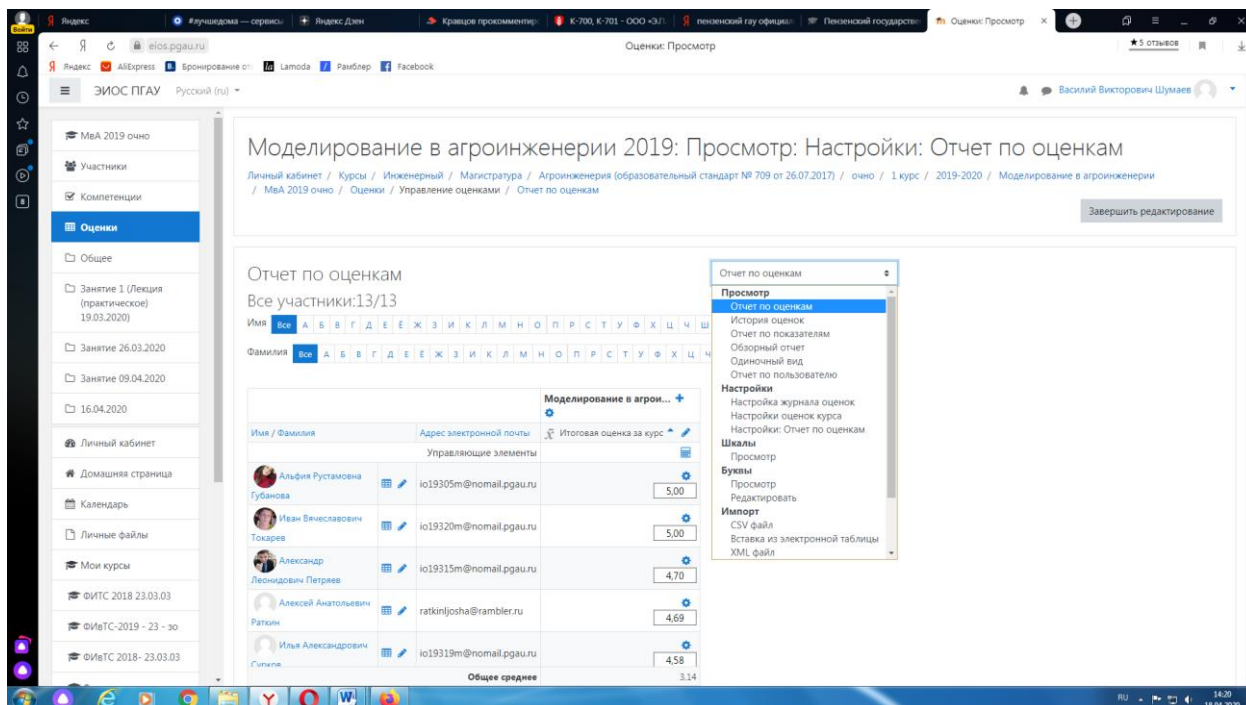 Яндекс
#лучшедома — сервисы
Яндекс.Дзен
Кравцов прокомментир
К-700, К-701 - ООО «ЭЛ
пензенский гау официал
Пензенский государстве
Оценки: Просмотр
Войти
eios.pgau.ru
Оценки: Просмотр
★5 отзывов
Яндекс
AliExpress
Бронирование от
Lamoda
Рамблер
Facebook
ЭИОС ПГАУ
Русский (ru)
Василий Викторович Шумаев
МвА 2019 очно
Участники
Компетенции
Оценки
Общее
Занятие 1 (Лекция
(практическое)
19.03.2020)
Занятие 26.03.2020
Занятие 09.04.2020
16.04.2020
Личный кабинет
Домашняя страница
Календарь
Личные файлы
Мои курсы
ФИТС 2018 23.03.03
ФИвТС-2019 - 23 - зо
ФИвТС 2018- 23.03.03
Моделирование в агроинженерии 2019: Просмотр: Настройки: Отчет по оценкам
Личный кабинет / Курсы / Инженерный / Магистратура / Агроинженерия (образовательный стандарт № 709 от 26.07.2017) / очно / 1 курс / 2019-2020 / Моделирование в агроинженерии
/ МвА 2019 очно / Оценки / Управление оценками / Отчет по оценкам
Завершить редактирование
Отчет по оценкам
Все участники:13/13
Имя Все А Б В Г Д Е Ё Ж З И К Л М Н О П Р С Т У Ф Х Ц Ч Ш
Фамилия Все А Б В Г Д Е Ё Ж З И К Л М Н О П Р С Т У Ф Х Ц Ч
Моделирование в агрои...
Имя / Фамилия
Адрес электронной почты
Итоговая оценка за курс
Управляющие элементы
Альфия Рустамовна
Губанова
io19305m@nomail.pgau.ru
5,00
Иван Вячеславович
Токарев
io19320m@nomail.pgau.ru
5,00
Александр
Леонидович Петряев
io19315m@nomail.pgau.ru
4,70
Алексей Анатольевич
Раткин
ratkinljosha@rambler.ru
4,69
Илья Александрович
Сурков
io19319m@nomail.pgau.ru
4,58
Общее среднее
3,14
Отчет по оценкам
Просмотр
Отчет по оценкам
История оценок
Отчет по показателям
Обзорный отчет
Одиночный вид
Отчет по пользователю
Настройки
Настройка журнала оценок
Настройки оценок курса
Настройки: Отчет по оценкам
Шкалы
Просмотр
Буквы
Просмотр
Редактировать
Импорт
CSV файл
Вставка из электронной таблицы
XML файл
RU
14:20
18.04.2020